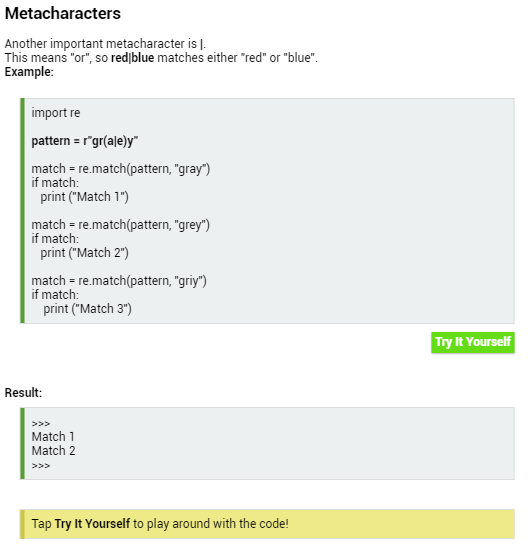 Metacharacters
Another important metacharacter is |.
This means "or", so red|blue matches either "red" or "blue".
Example:
import re
pattern = r"gr(a|e)y"
match = re.match(pattern, "gray")
if match:
print ("Match 1")
match = re.match(pattern, "grey")
if match:
print ("Match 2")
match = re.match(pattern, "griy")
if match:
print ("Match 3")
Try It Yourself
Result:
>>>
Match 1
Match 2
>>>
Tap Try It Yourself to play around with the code!